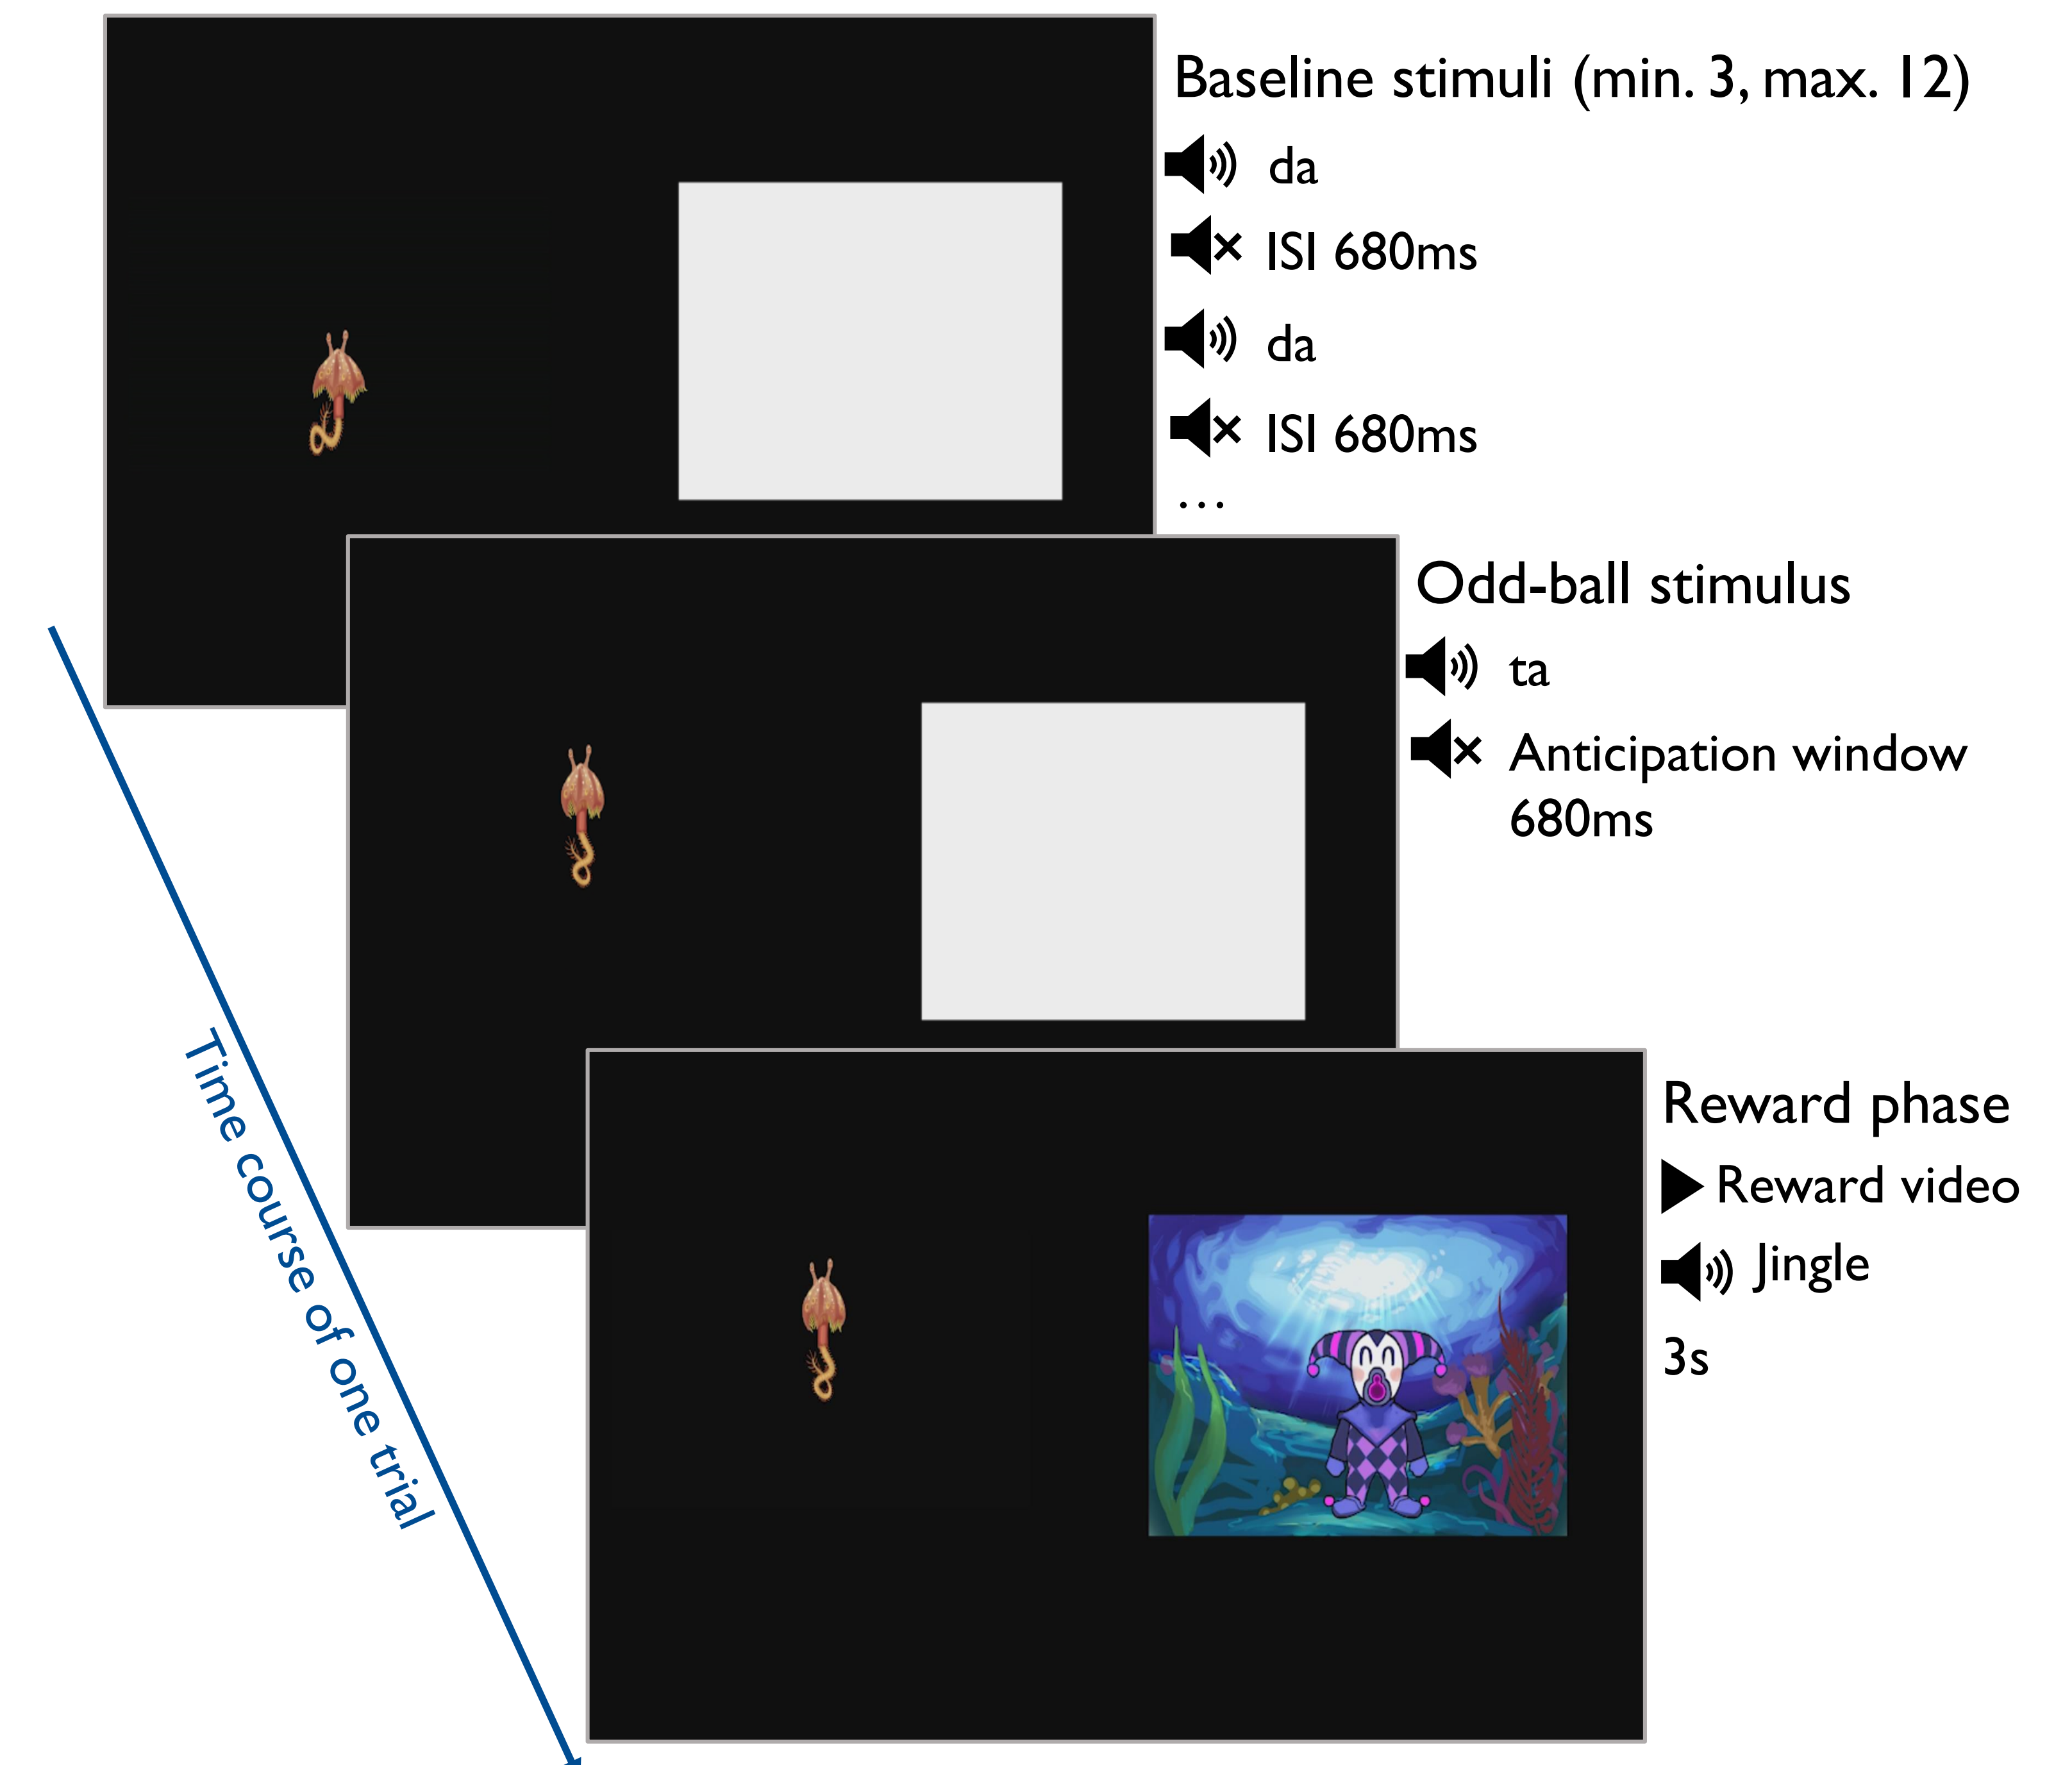 Baseline stimuli (min. 3, max. 12)
da
ISI 680ms
da
ISI 680ms
...
Odd-ball stimulus
ta
Anticipation window
680ms
Reward phase
Reward video
Jingle
3s
Time course of one trial